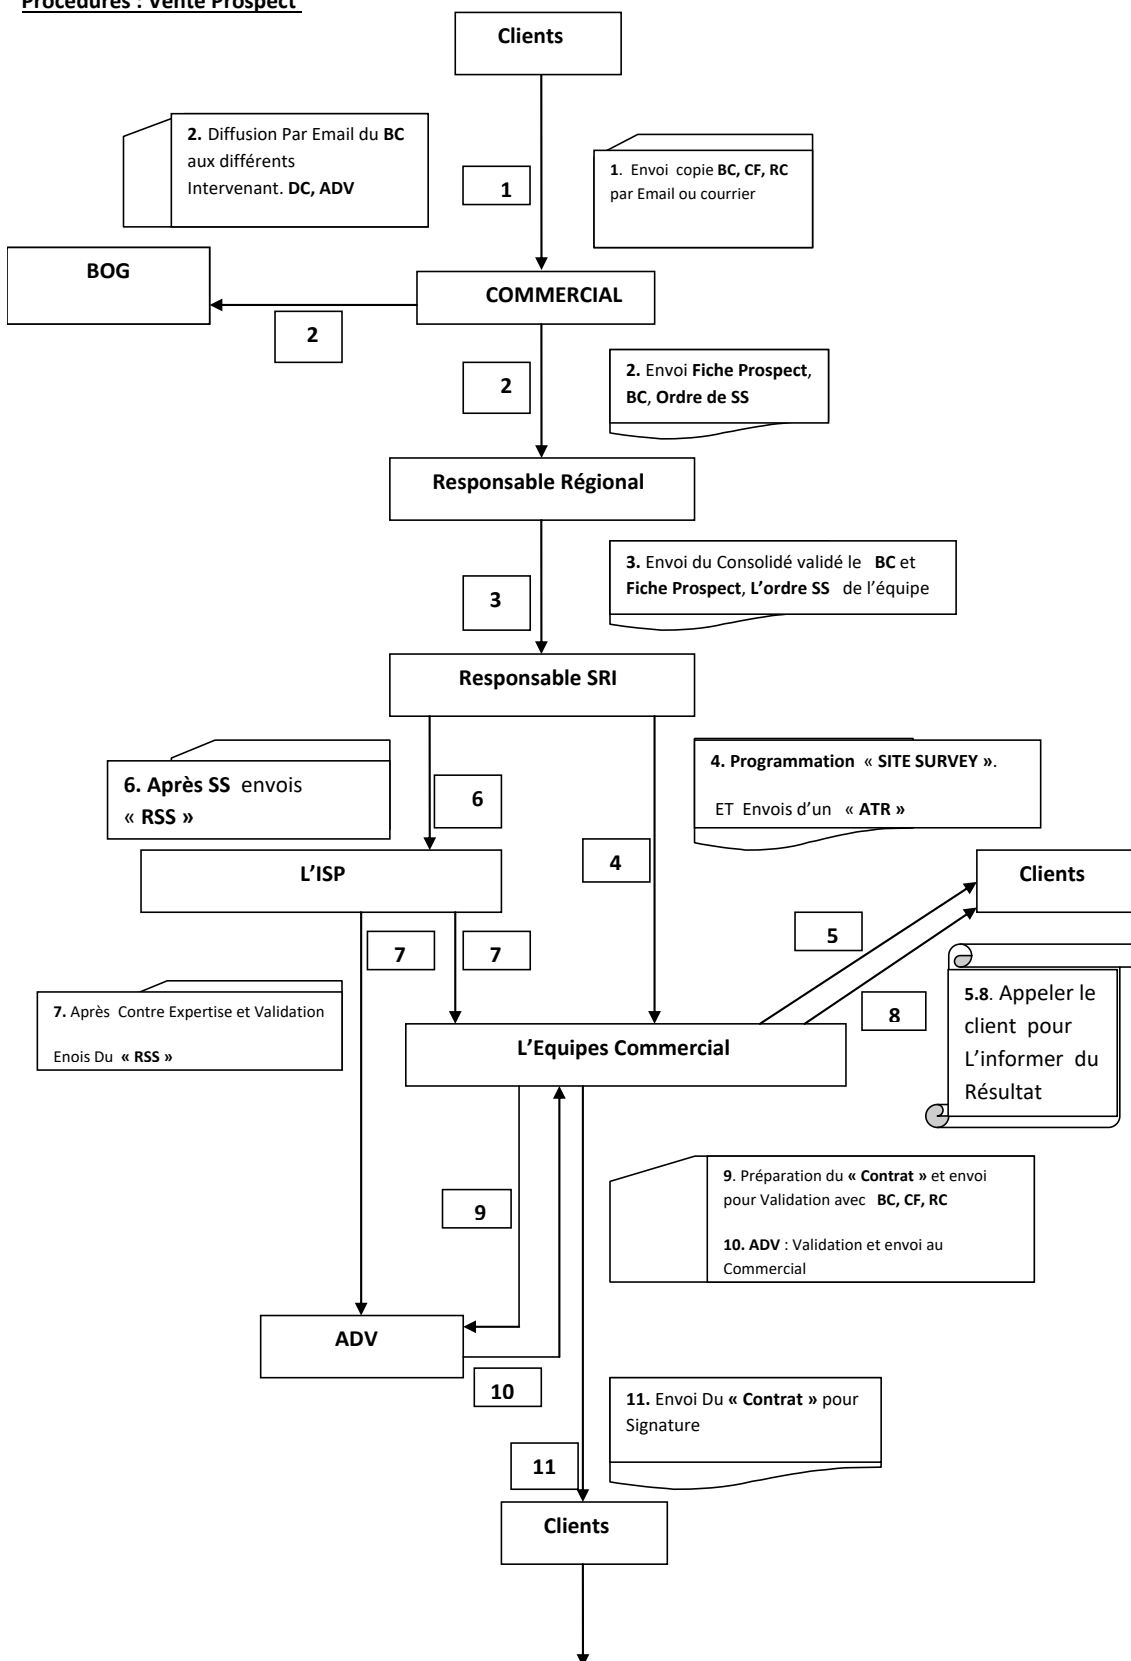 Procédures : Vente Prospect
Clients
2. Diffusion Par Email du BC
aux différents
Intervenant. DC, ADV
1
1. Envoi copie BC, CF, RC
par Email ou courrier
BOG
COMMERCIAL
2
2
2. Envoi Fiche Prospect,
BC, Ordre de SS
Responsable Régional
3
3. Envoi du Consolidé validé le BC et
Fiche Prospect, L’ordre SS de l’équipe
Responsable SRI
6. Après SS envois
« RSS »
6
4. Programmation « SITE SURVEY ».
ET Envois d’un « ATR »
4
L’ISP
Clients
5
7
7
8
5.8. Appeler le
client pour
L’informer du
Résultat
7. Après Contre Expertise et Validation
Enois Du « RSS »
L’Equipes Commercial
9
9. Préparation du « Contrat » et envoi
pour Validation avec BC, CF, RC
10. ADV : Validation et envoi au
Commercial
ADV
10
11. Envoi Du « Contrat » pour
Signature
11
Clients